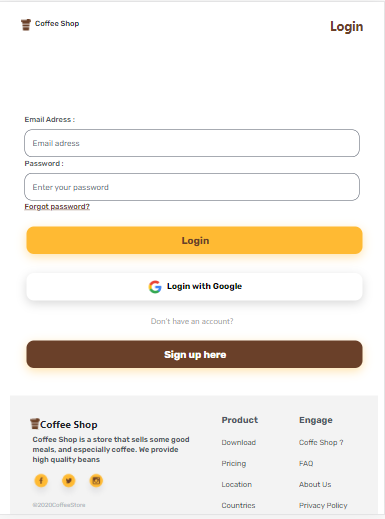 Coffee Shop
Login
Email Adress :
Email adress
Password :
Enter your password
Forgot password?
Login
Login with Google
Don't have an account?
Sign up here
Coffee Shop
Coffe Shop is a store that sells some good
meals, and especially coffee. We provide
high quality beans
©2020CoffeeStore
Product
Download
Pricing
Location
Countries
Engage
Coffe Shop ?
FAQ
About Us
Privacy Policy